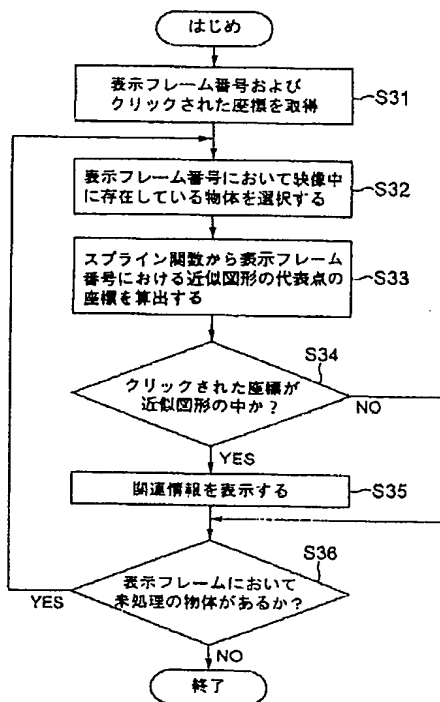 はじめ
表示フレーム番号および
クリックされた座標を取得
S31
表示フレーム番号において映像中
に存在している物体を選択する
S32
スプライン関数から表示フレーム
番号における近似図形の代表点の
座標を算出する
S33
S34
クリックされた座標が
近似図形の中か?
NO
YES
関連情報を表示する
S35
S36
表示フレームにおいて
未処理の物体があるか?
YES
NO
終了